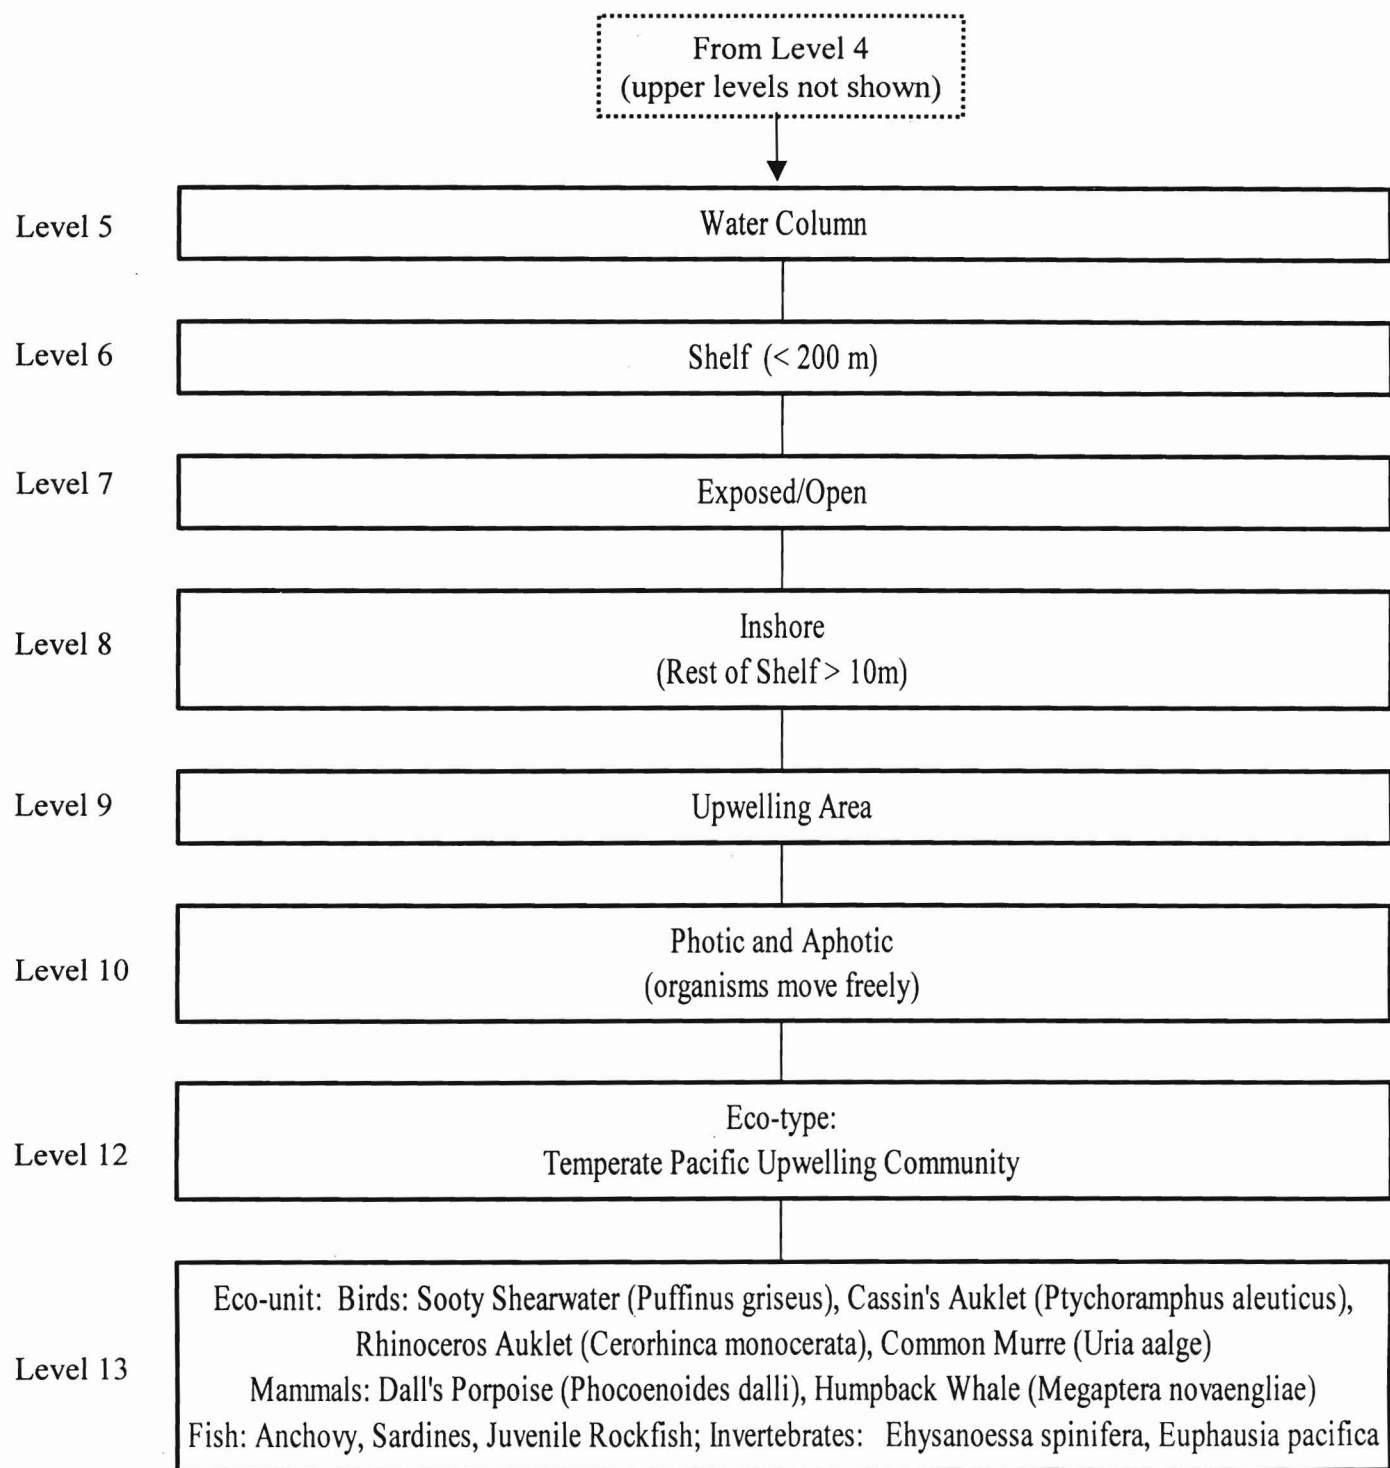 From Level 4
(upper levels not shown)
Level 5
Water Column
Level 6
Shelf (< 200 m)
Level 7
Exposed/Open
Level 8
Inshore
(Rest of Shelf > 10m)
Level 9
Upwelling Area
Level 10
Photic and Aphotic
(organisms move freely)
Level 12
Eco-type:
Temperate Pacific Upwelling Community
Level 13
Eco-unit: Birds: Sooty Shearwater (Puffinus griseus), Cassin's Auklet (Ptychoramphus aleuticus),
Rhinoceros Auklet (Cerorhinca monocerata), Common Murre (Uria aalge)
Mammals: Dall's Porpoise (Phocoenoides dalli), Humpback Whale (Megaptera novaengliae)
Fish: Anchovy, Sardines, Juvenile Rockfish; Invertebrates: Ehysanoessa spinifera, Euphausia pacifica